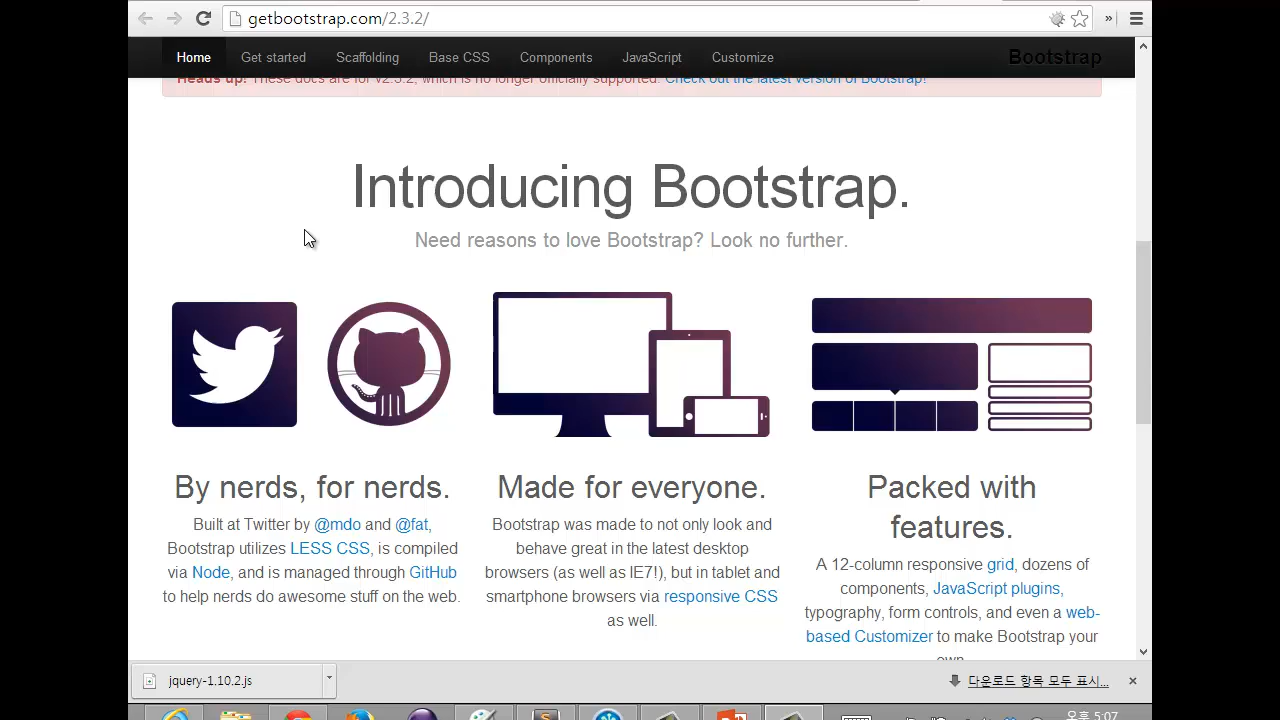 getbootstrap.com/2.3.2/
»
Home Get started Scaffolding Base CSS Components JavaScript Customize Bootstrap
Heads up! These docs are for v2.3.2, which is no longer officially supported. Check out the latest version of Bootstrap!
Introducing Bootstrap.
Need reasons to love Bootstrap? Look no further.
By nerds, for nerds.
Built at Twitter by @mdo and @fat,
Bootstrap utilizes LESS CSS, is compiled
via Node, and is managed through GitHub
to help nerds do awesome stuff on the web.
Made for everyone.
Bootstrap was made to not only look and
behave great in the latest desktop
browsers (as well as IE7!), but in tablet and
smartphone browsers via responsive CSS
as well.
Packed with
features.
A 12-column responsive grid, dozens of
components, JavaScript plugins,
typography, form controls, and even a web-
based Customizer to make Bootstrap your
own.
jquery-1.10.2.js
다운로드 항목 모두 표시...
오후 5:07